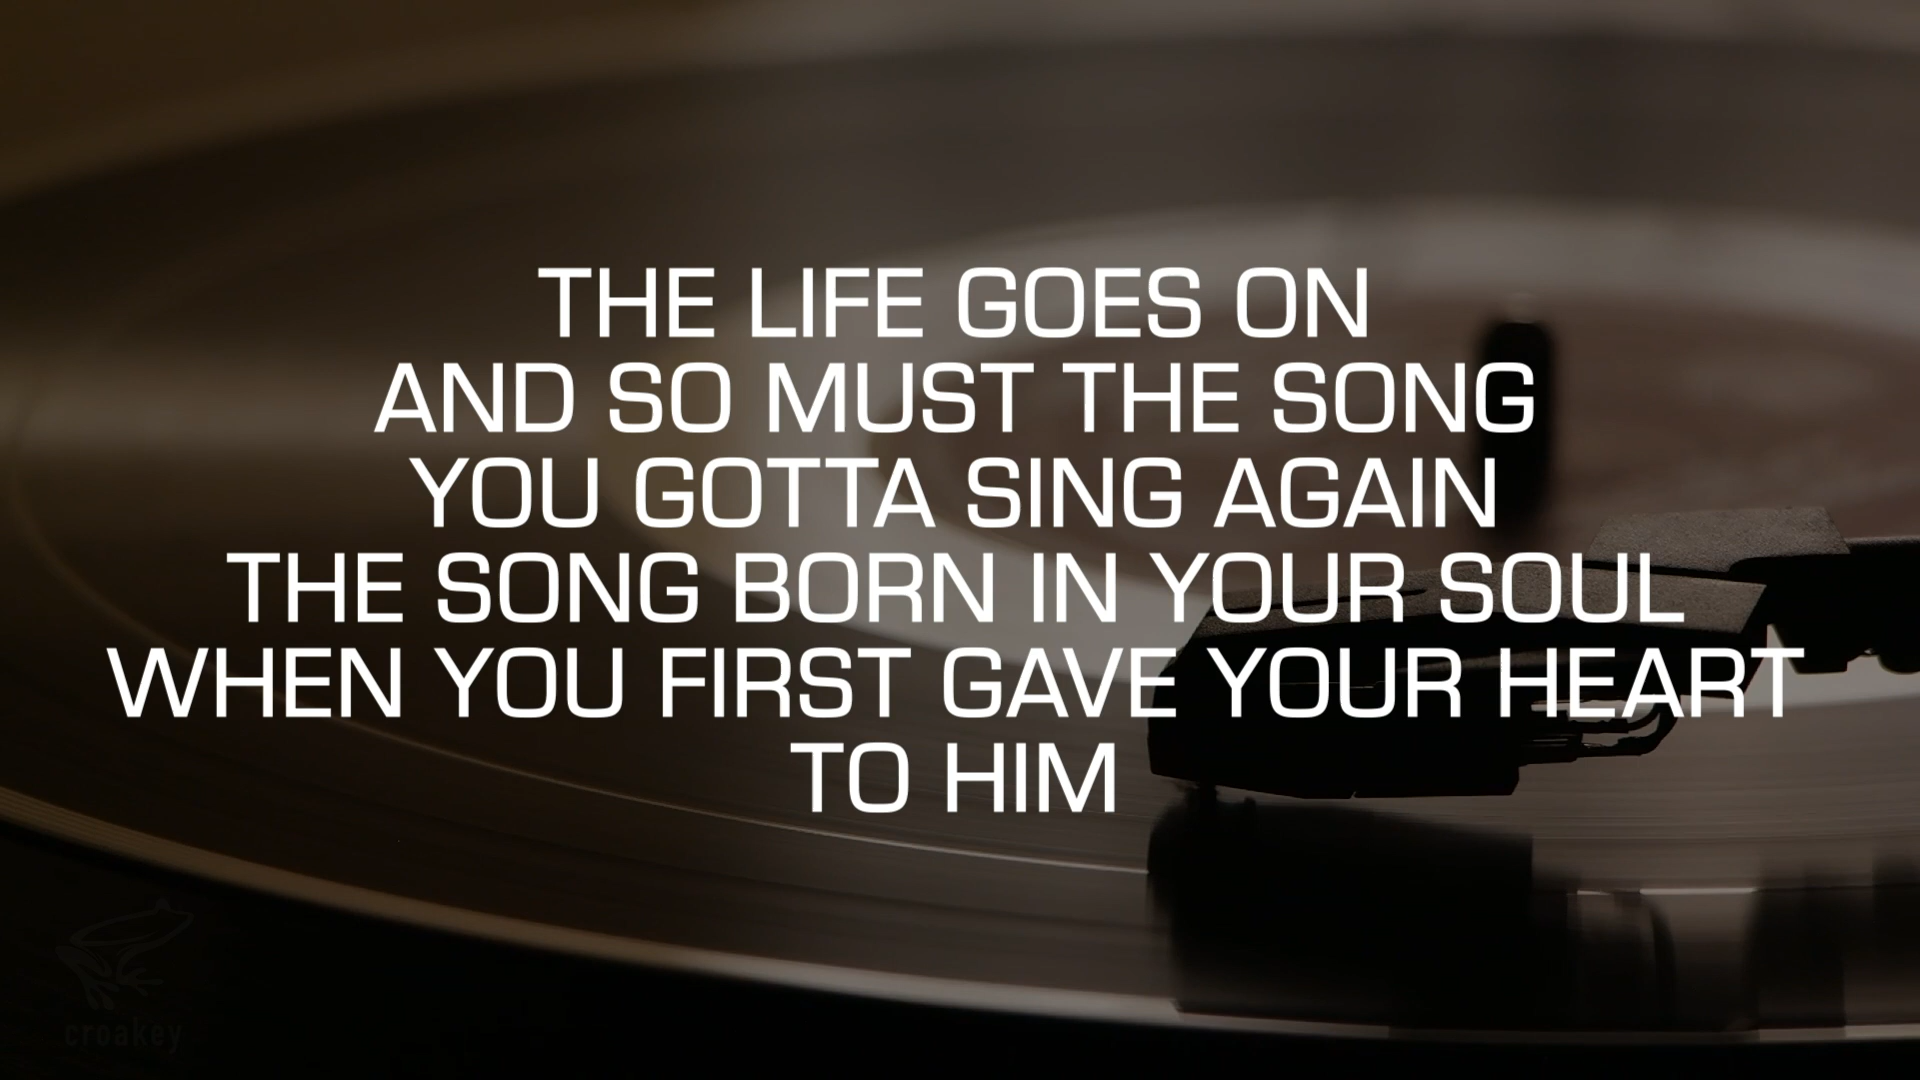 THE LIFE GOES ON
AND SO MUST THE SONG
YOU GOTTA SING AGAIN
THE SONG BORN IN YOUR SOUL
WHEN YOU FIRST GAVE YOUR HEART
TO HIM
croakey